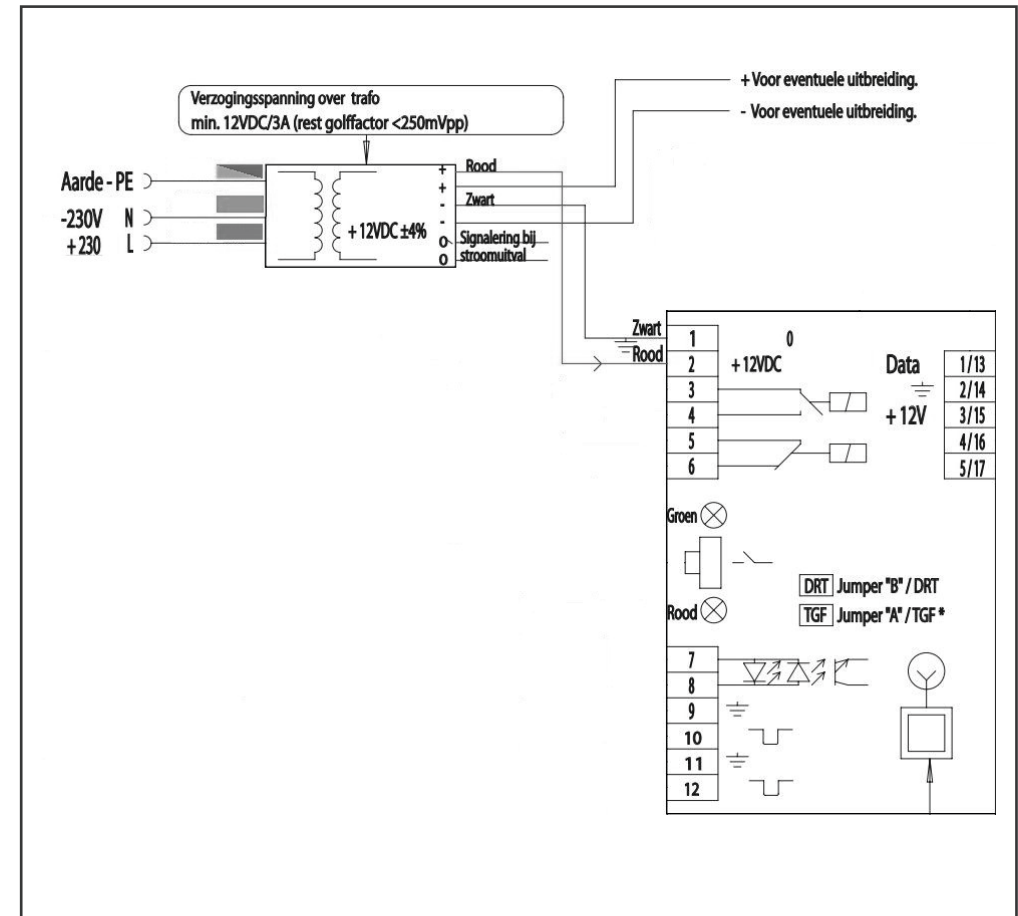 + Voor eventuele uitbreiding.
- Voor eventuele uitbreiding.
Verzogingsspanning over trafo
min. 12VDC/3A (rest golffactor <250mVpp)
Aarde - PE
-230V N
+ 230 L
+ 12VDC ±4%
+
+
-
-
O
O
Rood
Zwart
Signalering bij
stroomuitval
Zwart
Rood
1
2
3
4
5
6
0
+ 12VDC
Data
+ 12V
1/13
2/14
3/15
4/16
5/17
Groen
Rood
DRT Jumper "B" / DRT
TGF Jumper "A" / TGF *
7
8
9
10
11
12